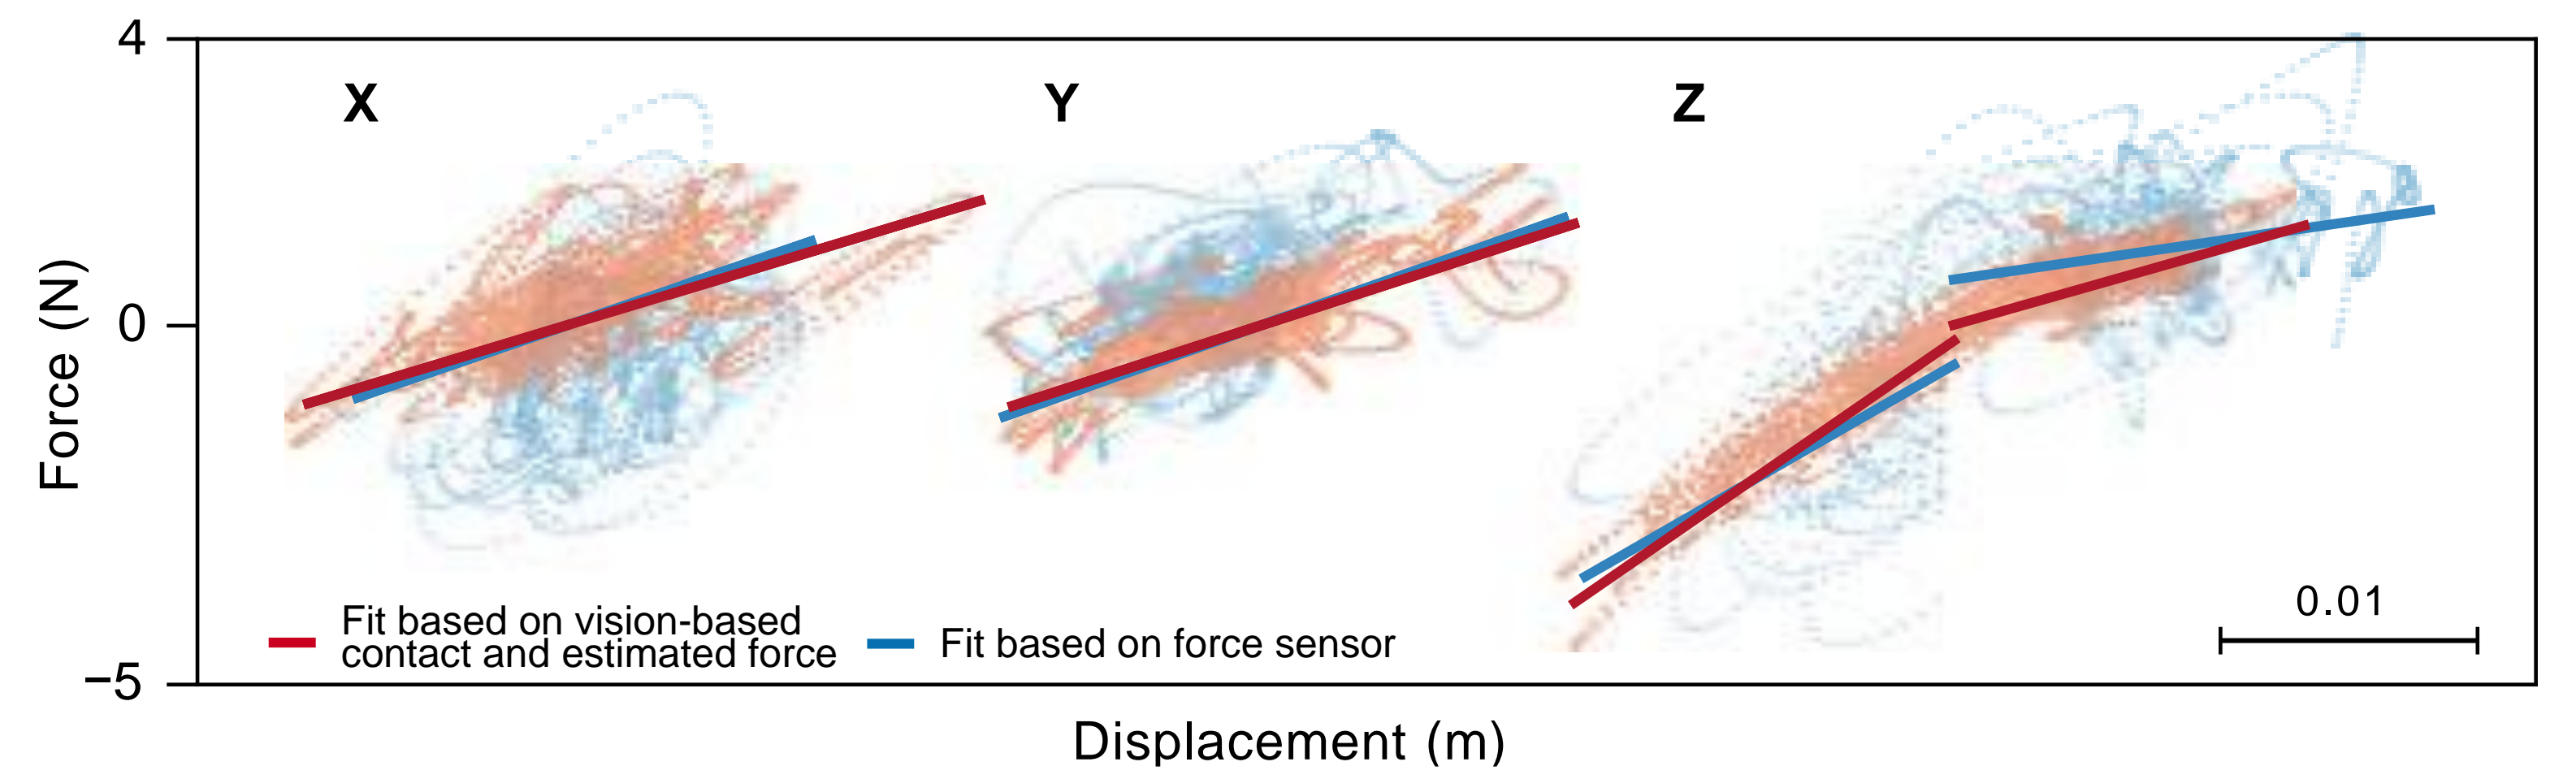 4
X
Y
Z
Force (N)
0
0.01
Fit based on vision-based
contact and estimated force
Fit based on force sensor
−5
Displacement (m)